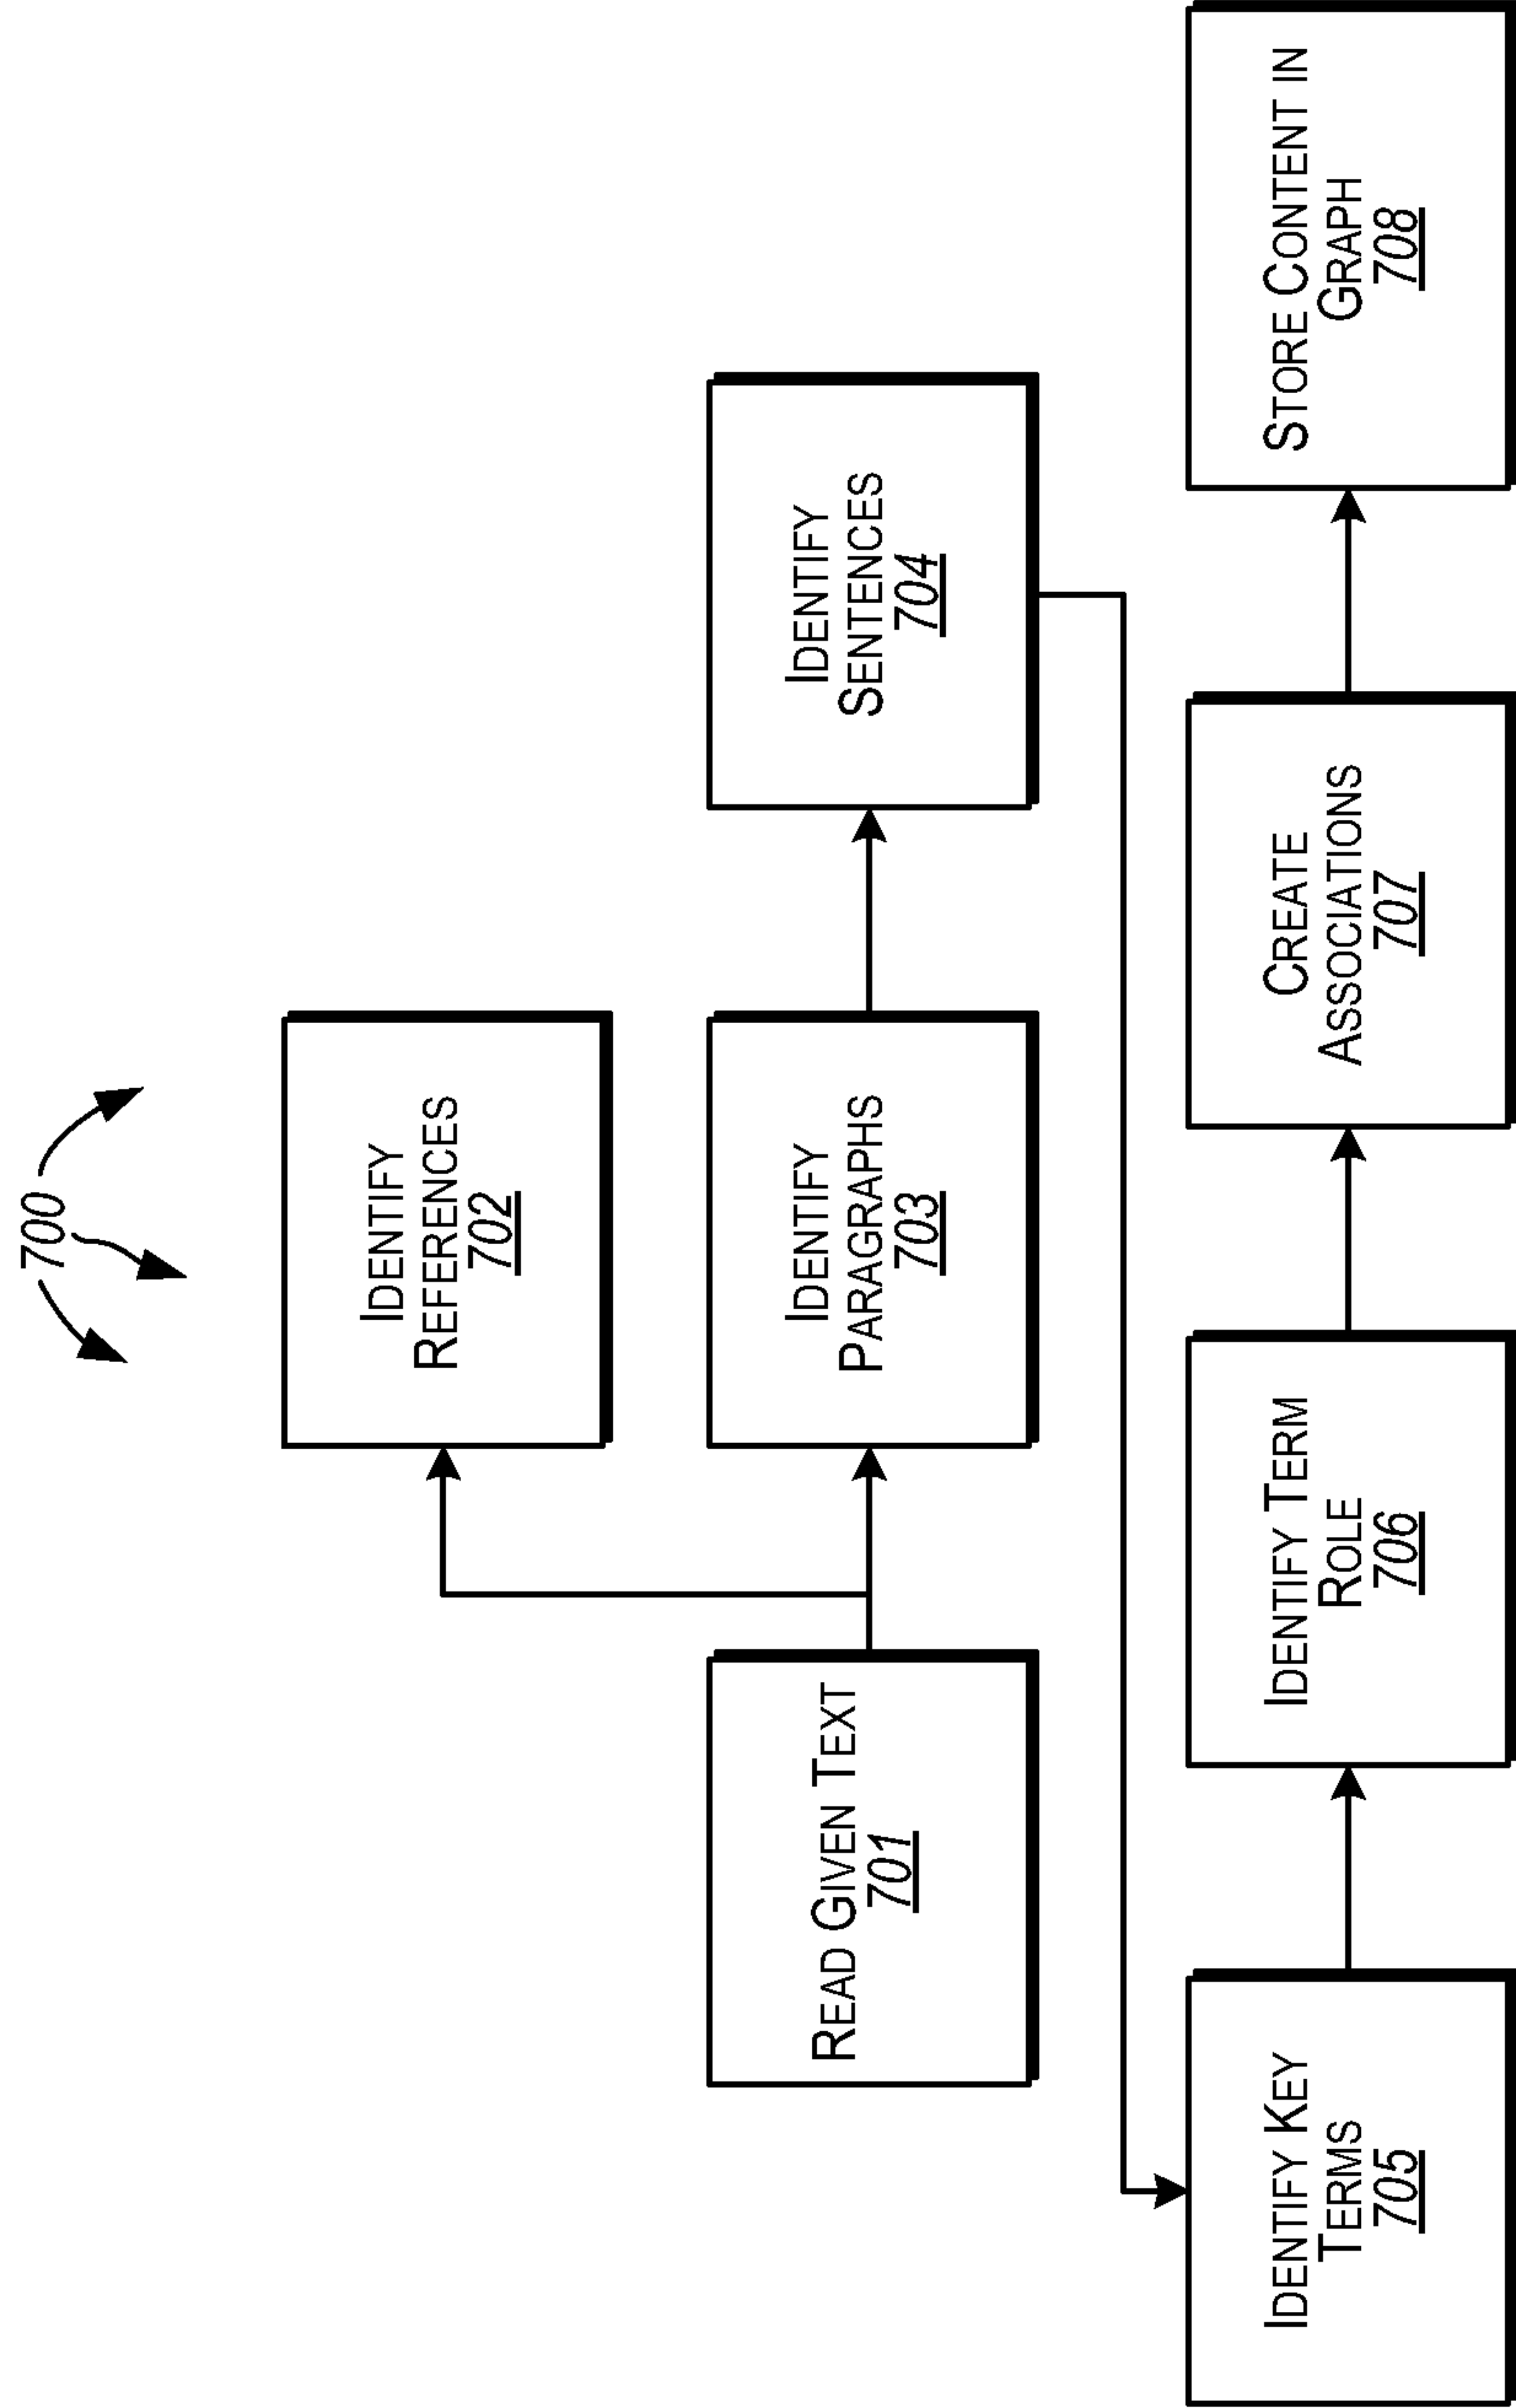 700
IDENTIFY
REFERENCES
702
READ GIVEN TEXT
701
IDENTIFY
PARAGRAPHS
703
IDENTIFY
SENTENCES
704
IDENTIFY KEY
TERMS
705
IDENTIFY TERM
ROLE
706
CREATE
ASSOCIATIONS
707
STORE CONTENT IN
GRAPH
708